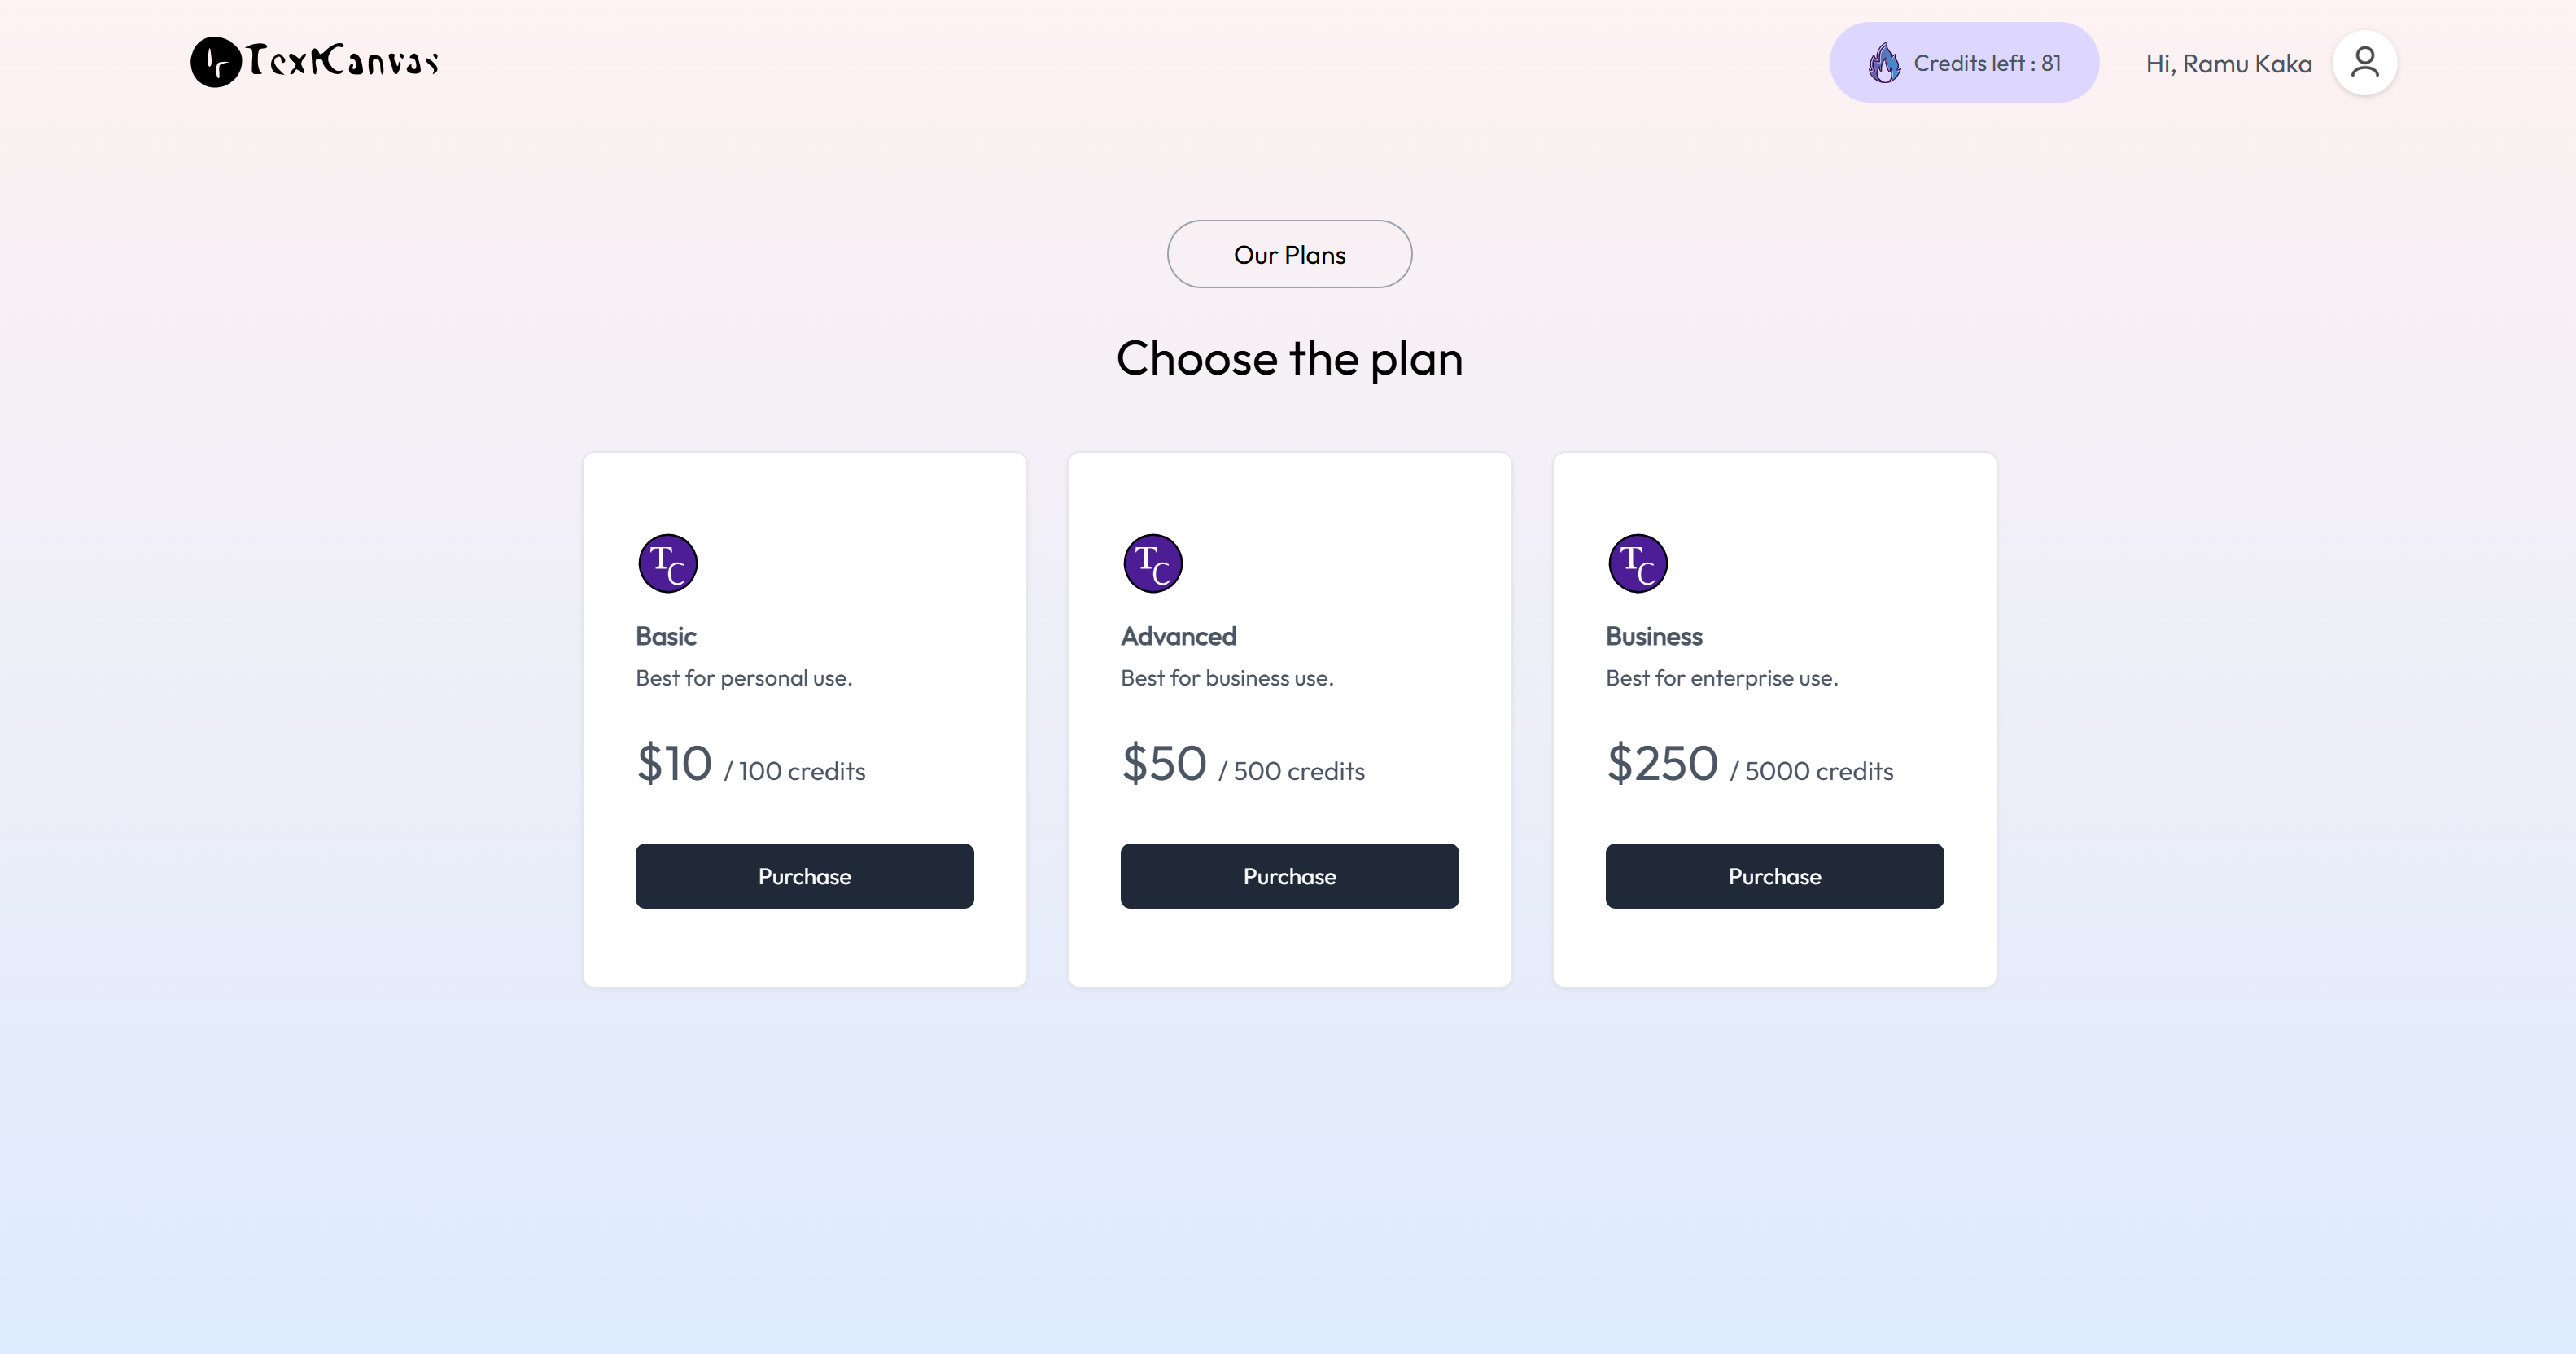 TextCanvas
Credits left : 81
Hi, Ramu Kaka
Our Plans
Choose the plan
TC
Basic
Best for personal use.
$10 / 100 credits
Purchase
TC
Advanced
Best for business use.
$50 / 500 credits
Purchase
TC
Business
Best for enterprise use.
$250 / 5000 credits
Purchase